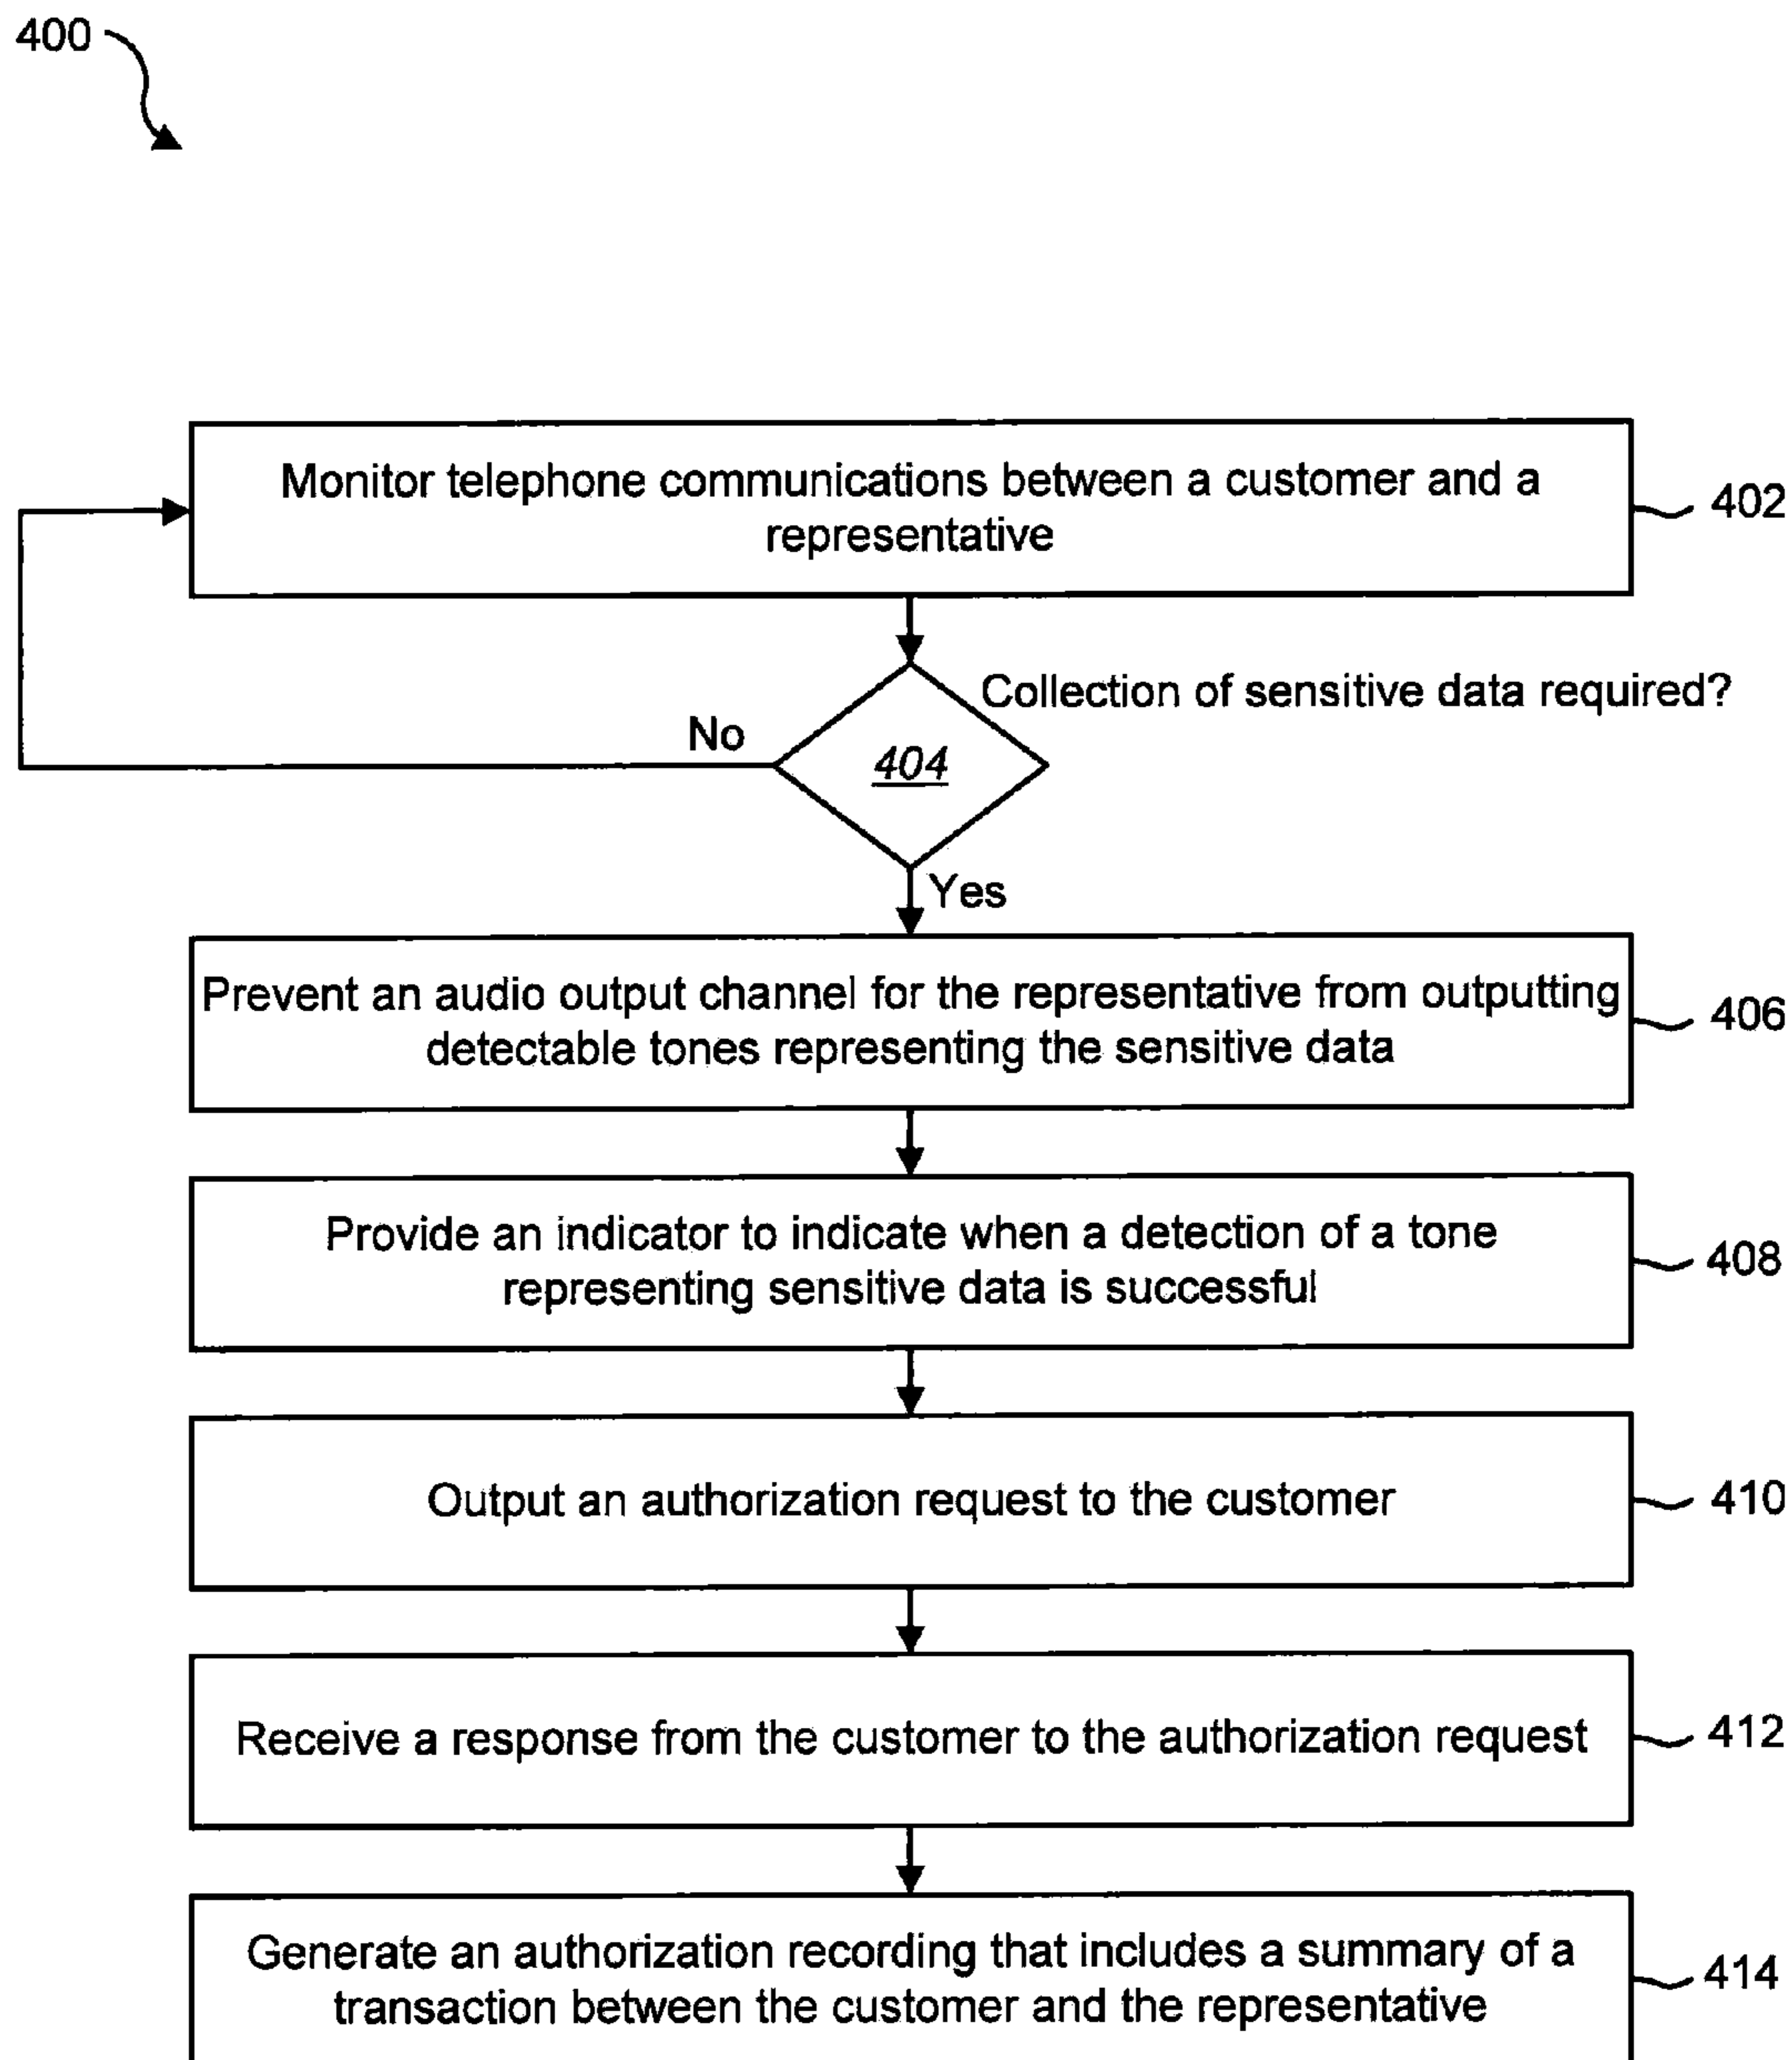 400
Monitor telephone communications between a customer and a
representative
402
Collection of sensitive data required?
No
404
Yes
Prevent an audio output channel for the representative from outputting
detectable tones representing the sensitive data
406
Provide an indicator to indicate when a detection of a tone
representing sensitive data is successful
408
Output an authorization request to the customer
410
Receive a response from the customer to the authorization request
412
Generate an authorization recording that includes a summary of a
transaction between the customer and the representative
414